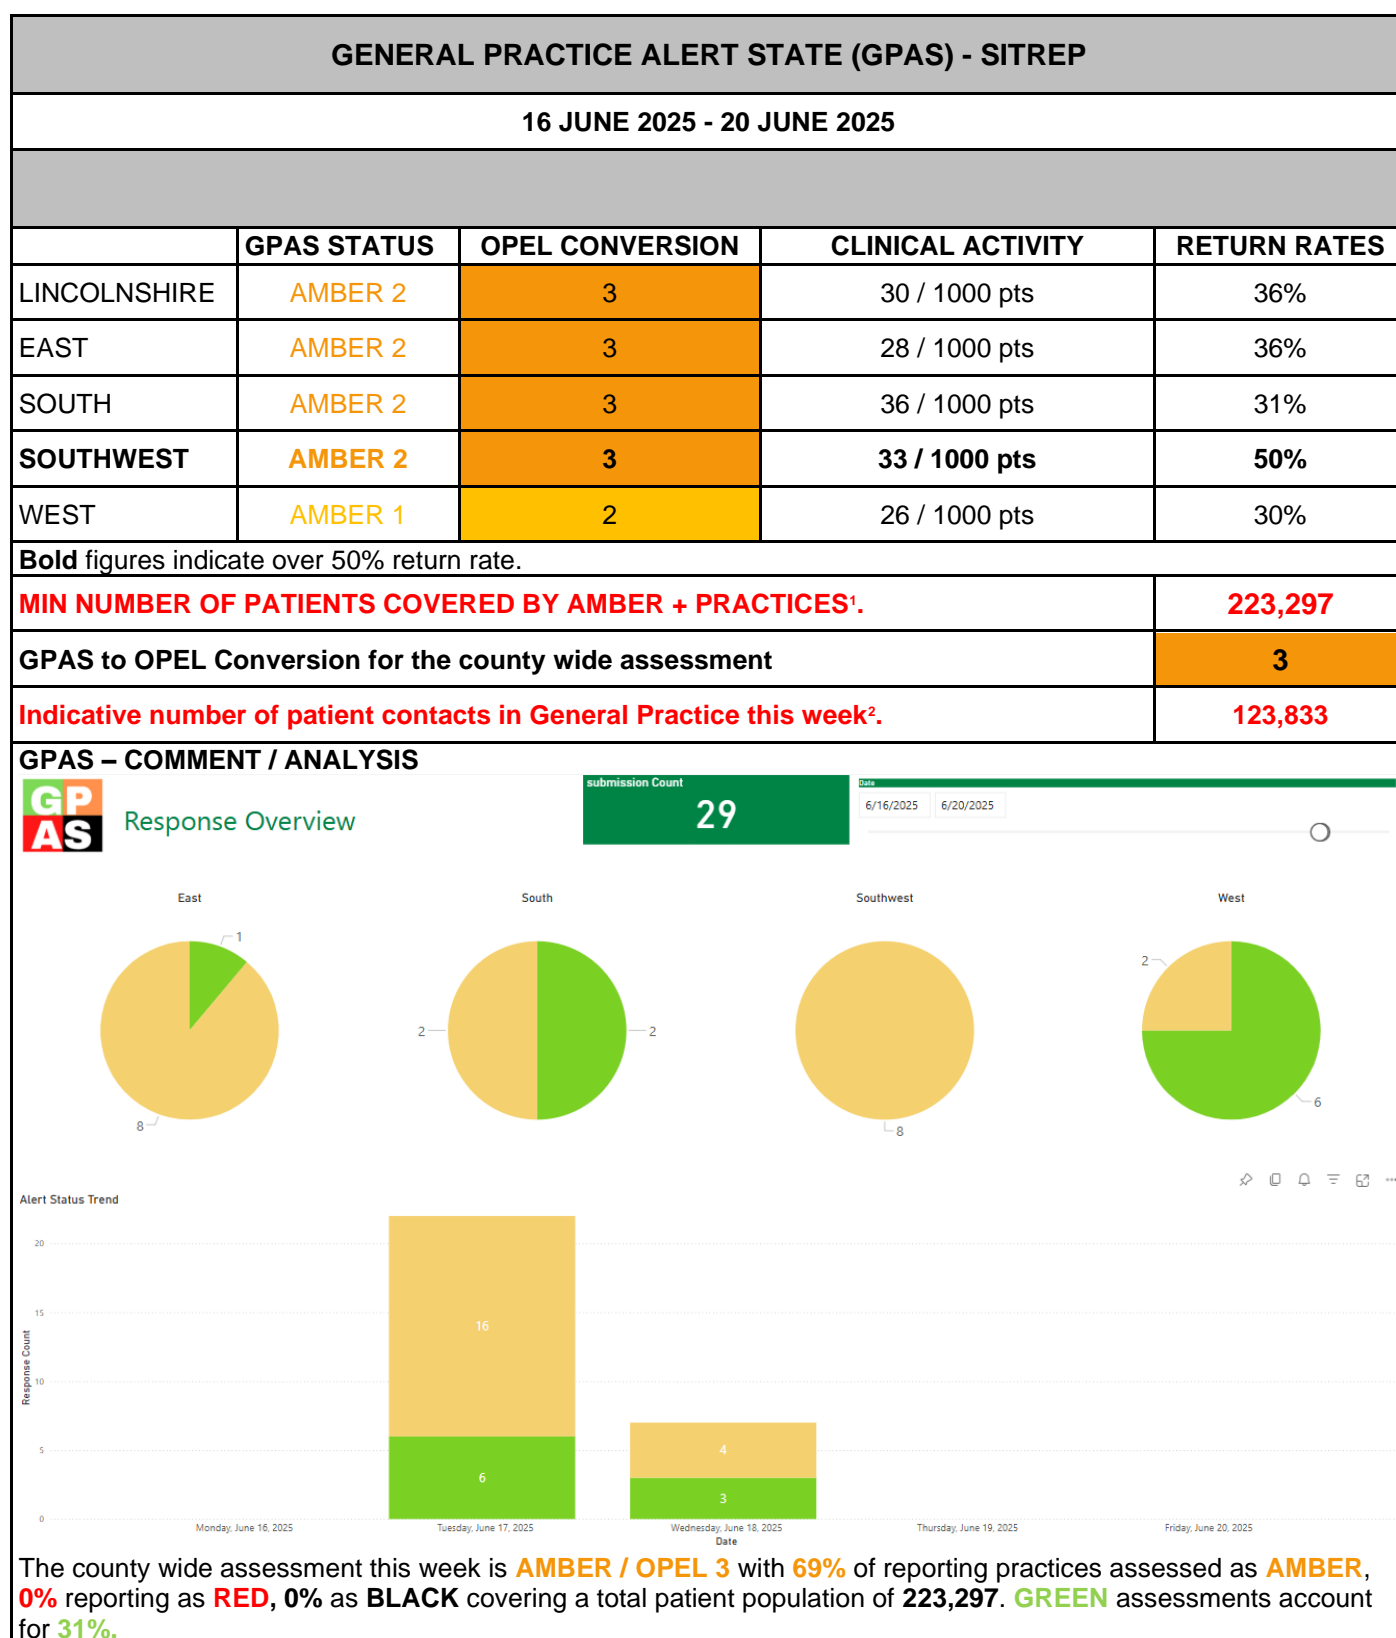 GENERAL PRACTICE ALERT STATE (GPAS) - SITREP
16 JUNE 2025 - 20 JUNE 2025
GPAS STATUS OPEL CONVERSION CLINICAL ACTIVITY RETURN RATES
LINCOLNSHIRE AMBER 2 3 30 / 1000 pts 36%
EAST AMBER 2 3 28 / 1000 pts 36%
SOUTH AMBER 2 3 36 / 1000 pts 31%
SOUTHWEST AMBER 2 3 33 / 1000 pts 50%
WEST AMBER 1 2 26 / 1000 pts 30%
Bold figures indicate over 50% return rate.
MIN NUMBER OF PATIENTS COVERED BY AMBER + PRACTICES¹. 223,297
GPAS to OPEL Conversion for the county wide assessment 3
Indicative number of patient contacts in General Practice this week². 123,833
GPAS – COMMENT / ANALYSIS
GP
AS
Response Overview
submission Count
29
Date
6/16/2025 6/20/2025
East South Southwest West
1
8
2
2
8
2
6
Alert Status Trend
Response Count
20
15
10
5
0
16
6
4
3
Monday, June 16, 2025 Tuesday, June 17, 2025 Wednesday, June 18, 2025 Thursday, June 19, 2025 Friday, June 20, 2025
Date
The county wide assessment this week is AMBER / OPEL 3 with 69% of reporting practices assessed as AMBER,
0% reporting as RED, 0% as BLACK covering a total patient population of 223,297. GREEN assessments account
for 31%.